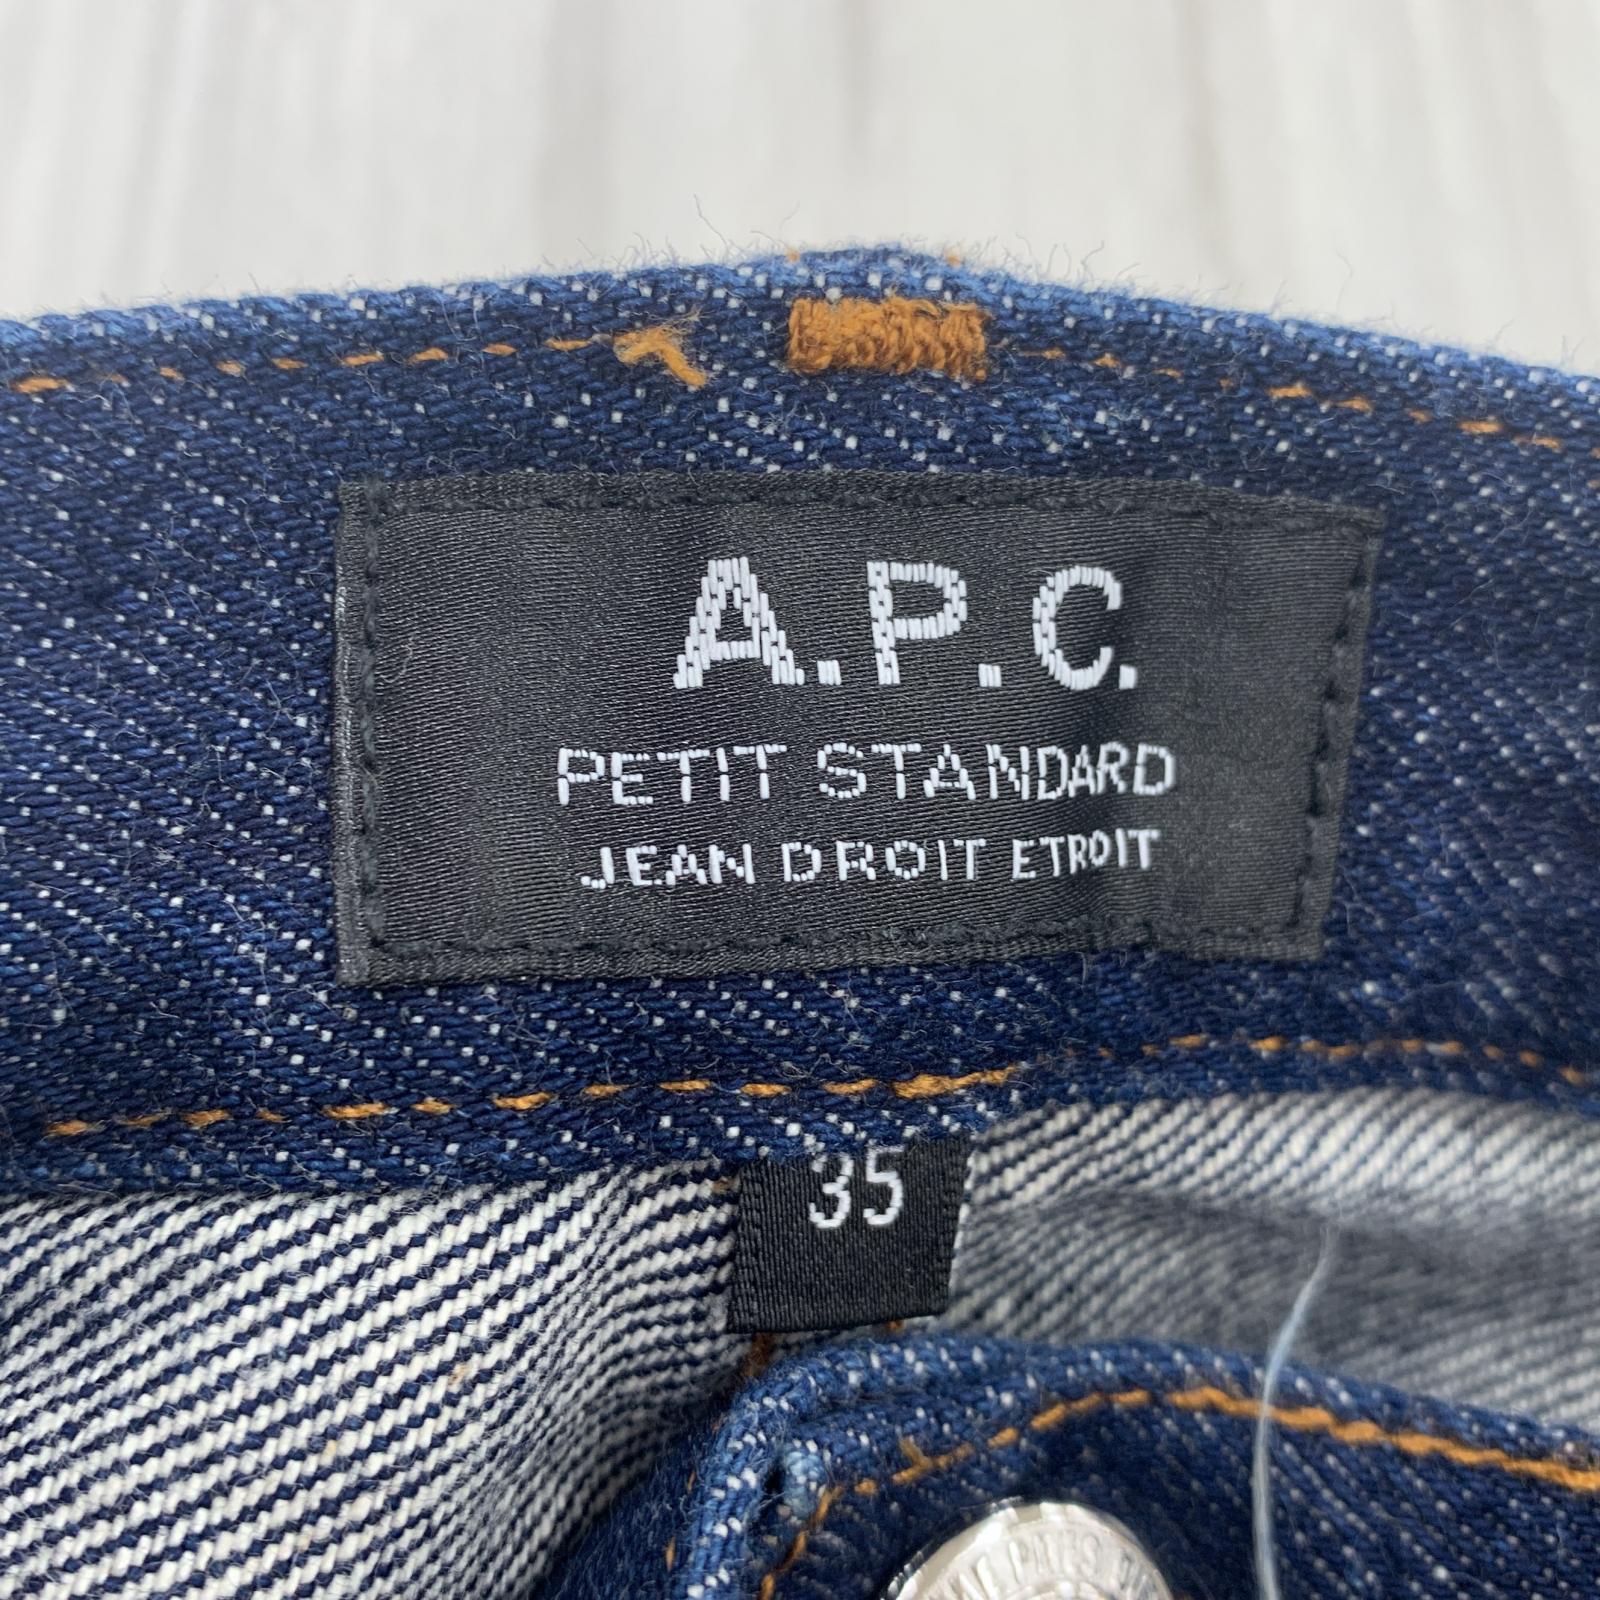 A.P.C.
PETIT STANDARD
JEAN DROIT ETROIT
35